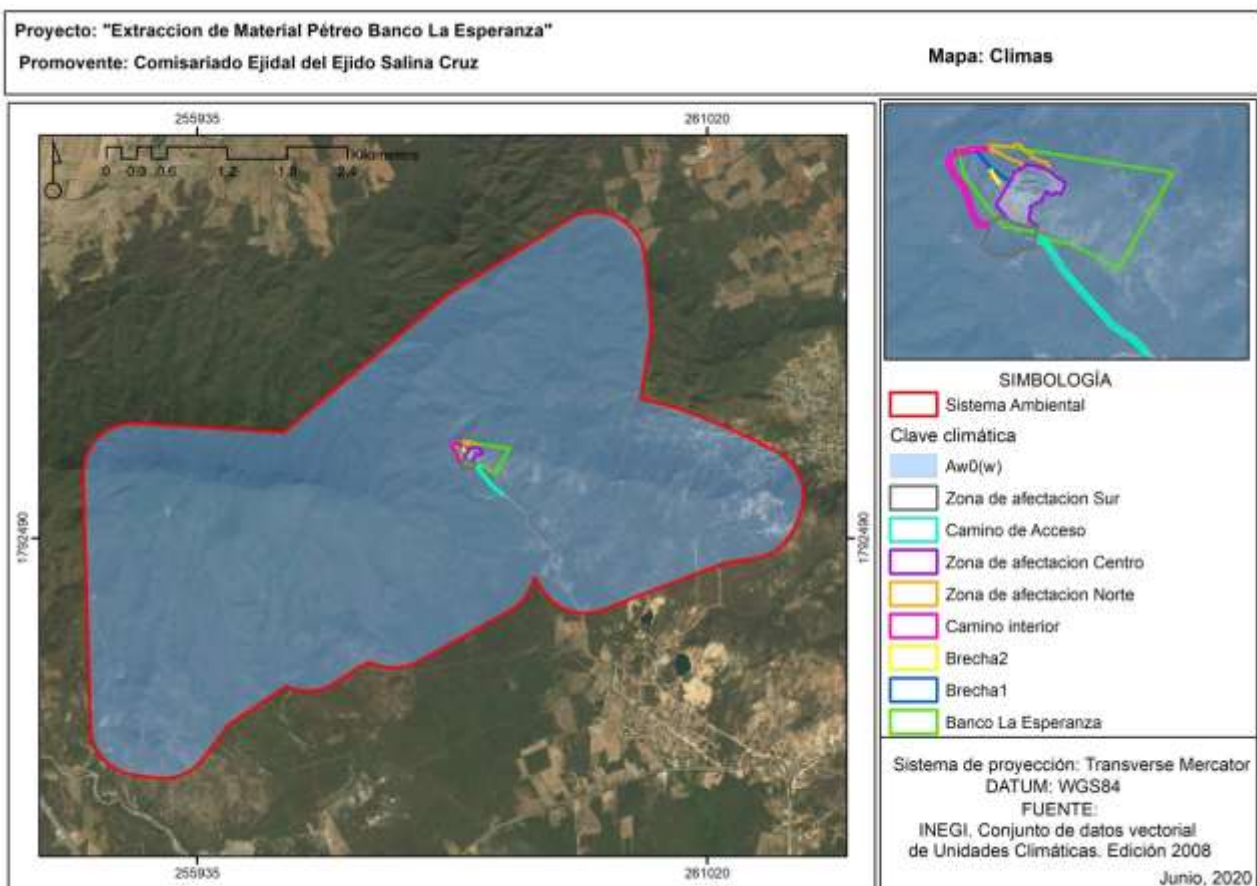 Proyecto: "Extraccion de Material Pétreo Banco La Esperanza"
Promovente: Comisariado Ejidal del Ejido Salina Cruz
Mapa: Climas
255935
261020
Kilometros
0 0.3 0.6 1.2 1.8 2.4
1792490
1792490
255935
261020
SIMBOLOGÍA
Sistema Ambiental
Clave climática
Aw0(w)
Zona de afectacion Sur
Camino de Acceso
Zona de afectacion Centro
Zona de afectacion Norte
Camino interior
Brecha2
Brecha1
Banco La Esperanza
Sistema de proyección: Transverse Mercator
DATUM: WGS84
FUENTE:
INEGI. Conjunto de datos vectorial
de Unidades Climáticas. Edición 2008
Junio, 2020